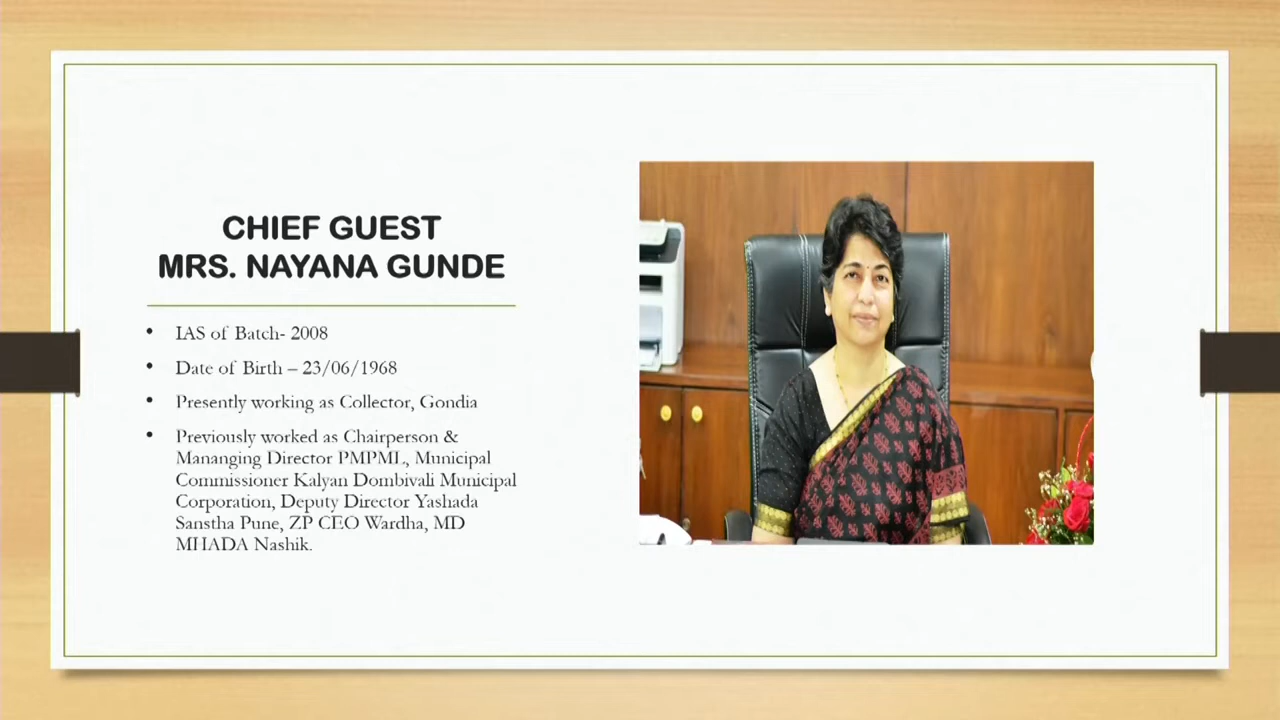 CHIEF GUEST
MRS. NAYANA GUNDE
• IAS of Batch- 2008
• Date of Birth – 23/06/1968
• Presently working as Collector, Gondia
• Previously worked as Chairperson &
Mananging Director PMPML, Municipal
Commissioner Kalyan Dombivali Municipal
Corporation, Deputy Director Yashada
Sanstha Pune, ZP CEO Wardha, MD
MHADA Nashik.